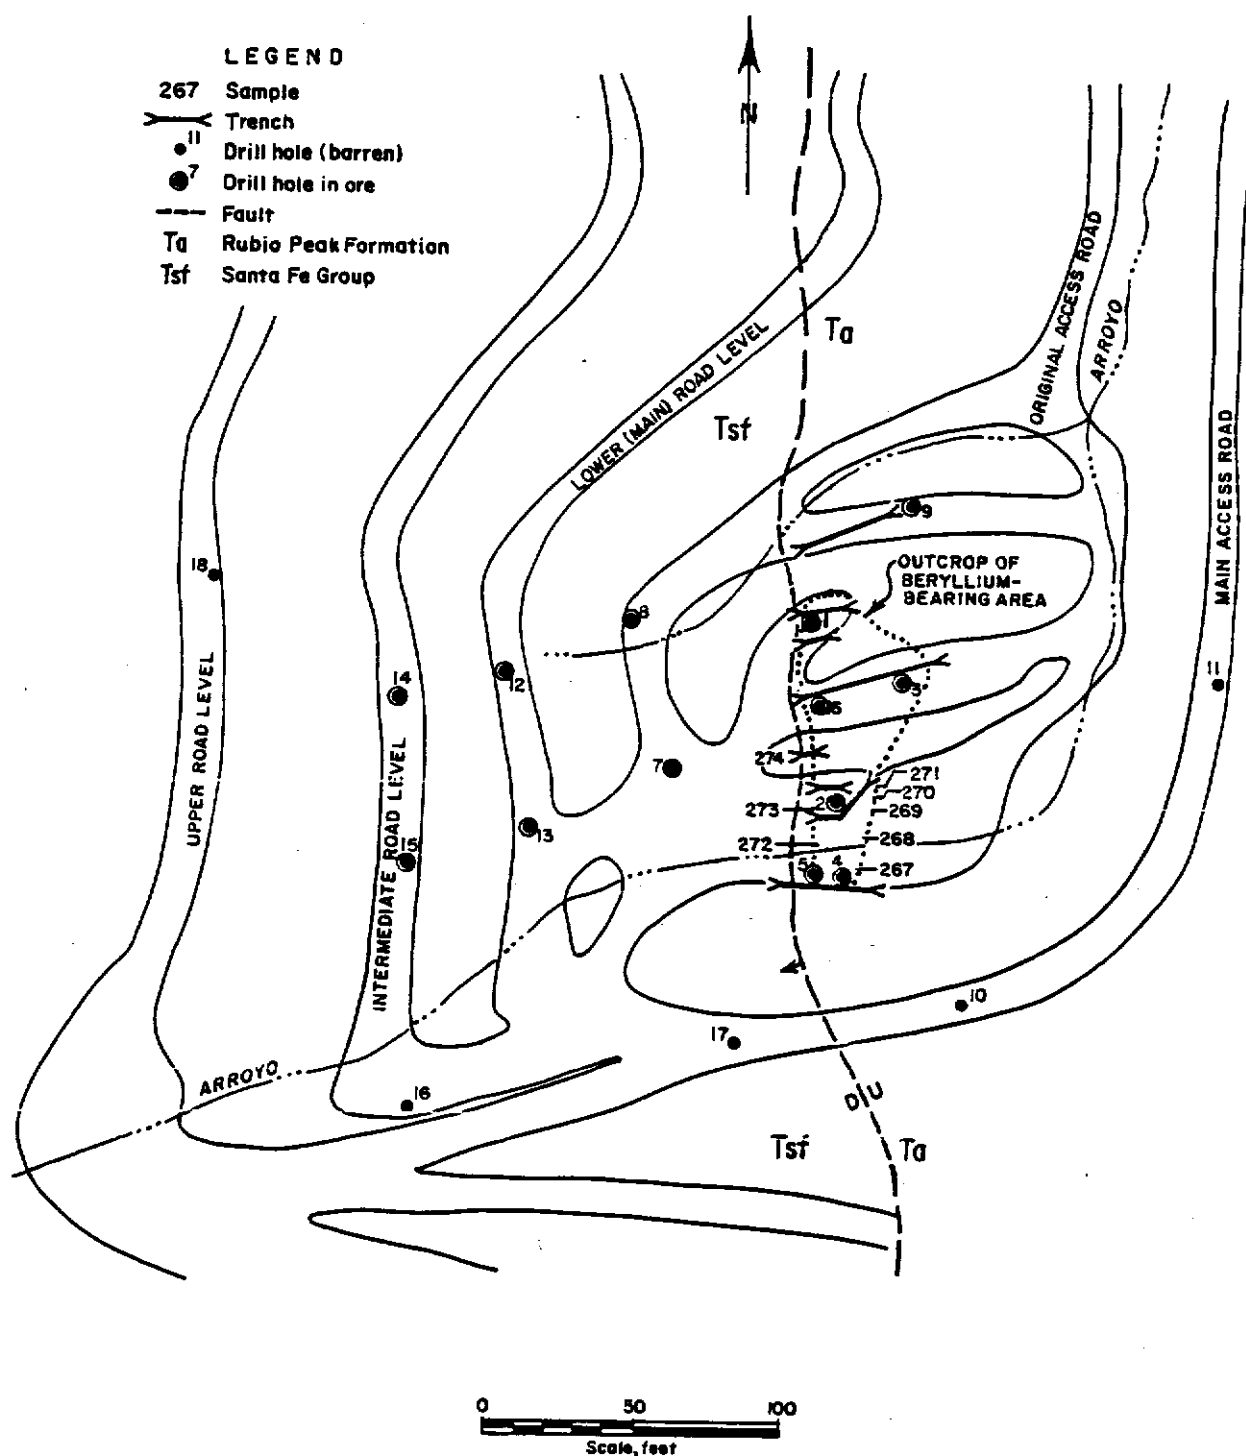 LEGEND
267 Sample
Trench
11 Drill hole (barren)
7 Drill hole in ore
Fault
Ta Rubio Peak Formation
Tsf Santa Fe Group
N
Ta
Tsf
LOWER (MAIN) ROAD LEVEL
ORIGINAL ACCESS ROAD
ARROYO
MAIN ACCESS ROAD
9
OUTCROP OF
BERYLLIUM-
BEARING AREA
18
8
1
12
14
3
11
6
UPPER ROAD LEVEL
INTERMEDIATE ROAD LEVEL
7
274
271
270
2
273
269
13
272
268
15
5
4
267
10
17
ARROYO
16
D U
Tsf
Ta
0 50 100
Scale, feet